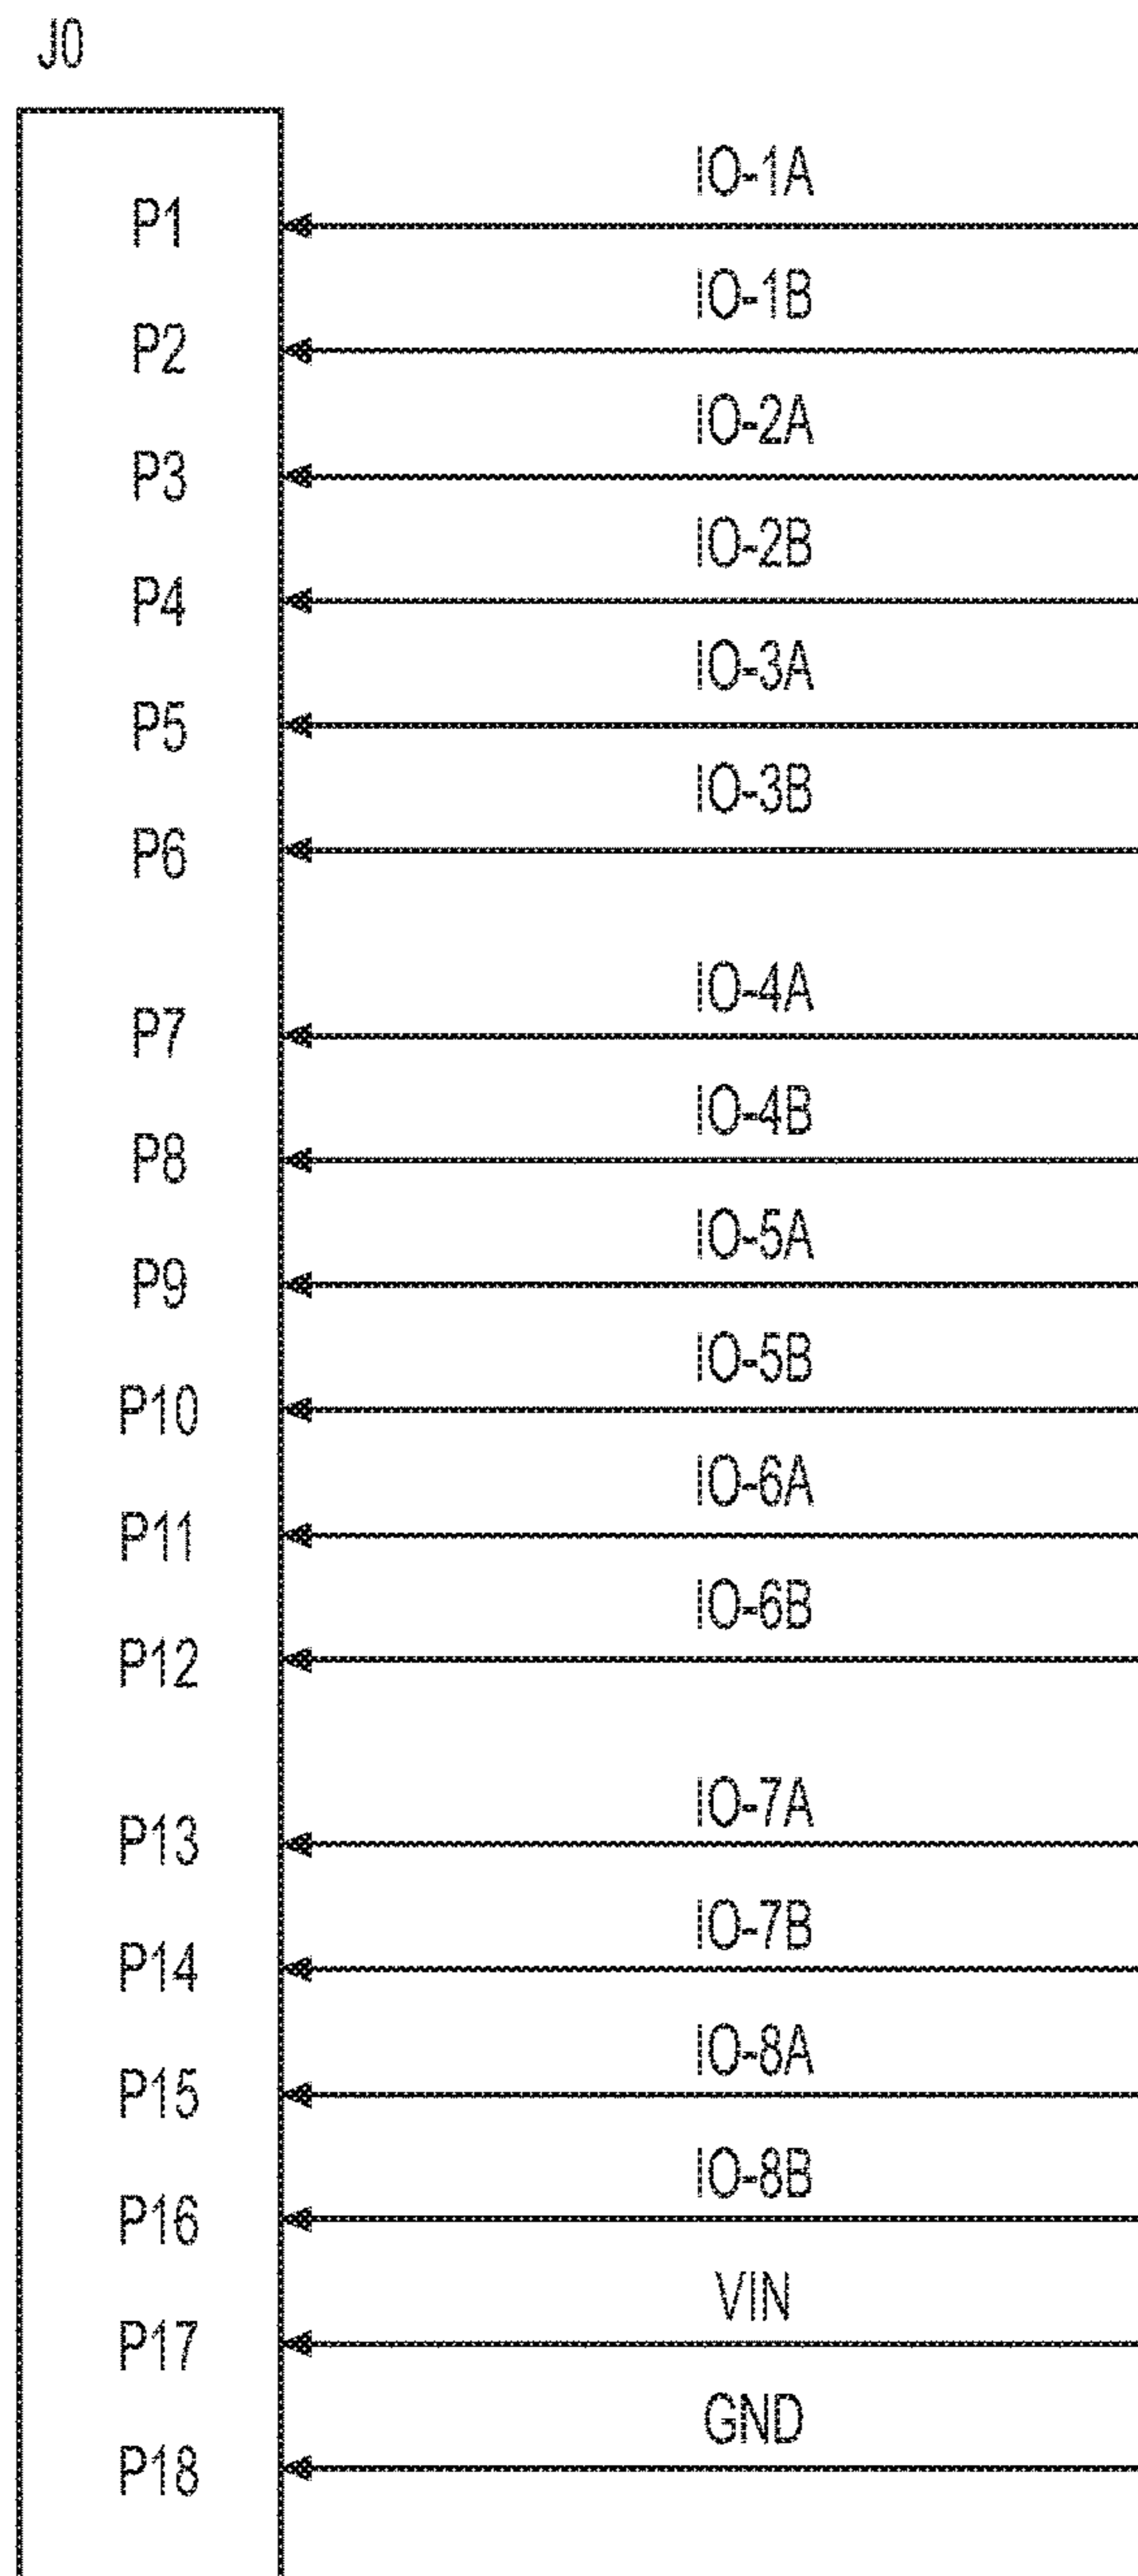 J0
IO-1A
P1
IO-1B
P2
IO-2A
P3
IO-2B
P4
IO-3A
P5
IO-3B
P6
IO-4A
P7
IO-4B
P8
IO-5A
P9
IO-5B
P10
IO-6A
P11
IO-6B
P12
IO-7A
P13
IO-7B
P14
IO-8A
P15
IO-8B
P16
VIN
P17
GND
P18